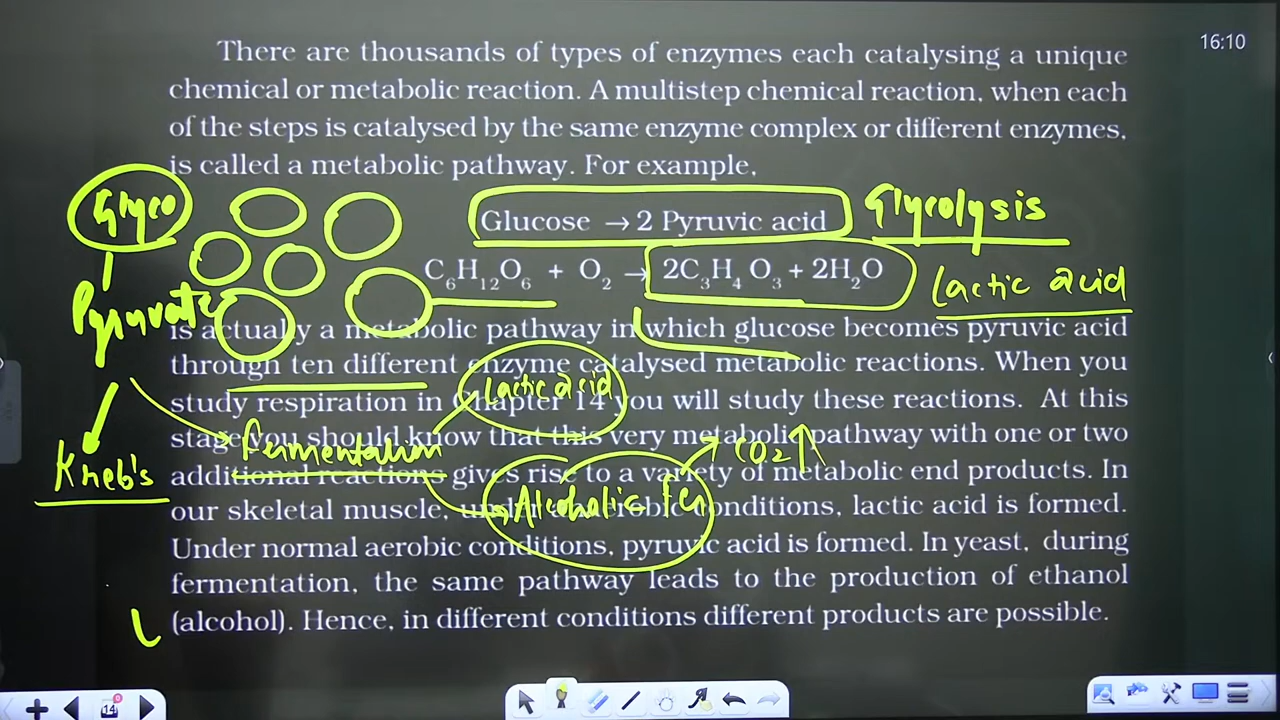 16:10
There are thousands of types of enzymes each catalysing a unique
chemical or metabolic reaction. A multistep chemical reaction, when each
of the steps is catalysed by the same enzyme complex or different enzymes,
is called a metabolic pathway. For example,
Glyco
Glucose → 2 Pyruvic acid
Glycolysis
C6H12O6 + O2 → 2C3H4 O3 + 2H2O
Lactic acid
Pyruvate
is actually a metabolic pathway in which glucose becomes pyruvic acid
through ten different enzyme catalysed metabolic reactions. When you
Lactic acid
study respiration in Chapter 14 you will study these reactions. At this
stage you should know that this very metabolic pathway with one or two
Fermentation
CO2↑
Kreb's
additional reactions gives rise to a variety of metabolic end products. In
Alcoholic fer
our skeletal muscle, under anaerobic conditions, lactic acid is formed.
Under normal aerobic conditions, pyruvic acid is formed. In yeast, during
fermentation, the same pathway leads to the production of ethanol
(alcohol). Hence, in different conditions different products are possible.
14